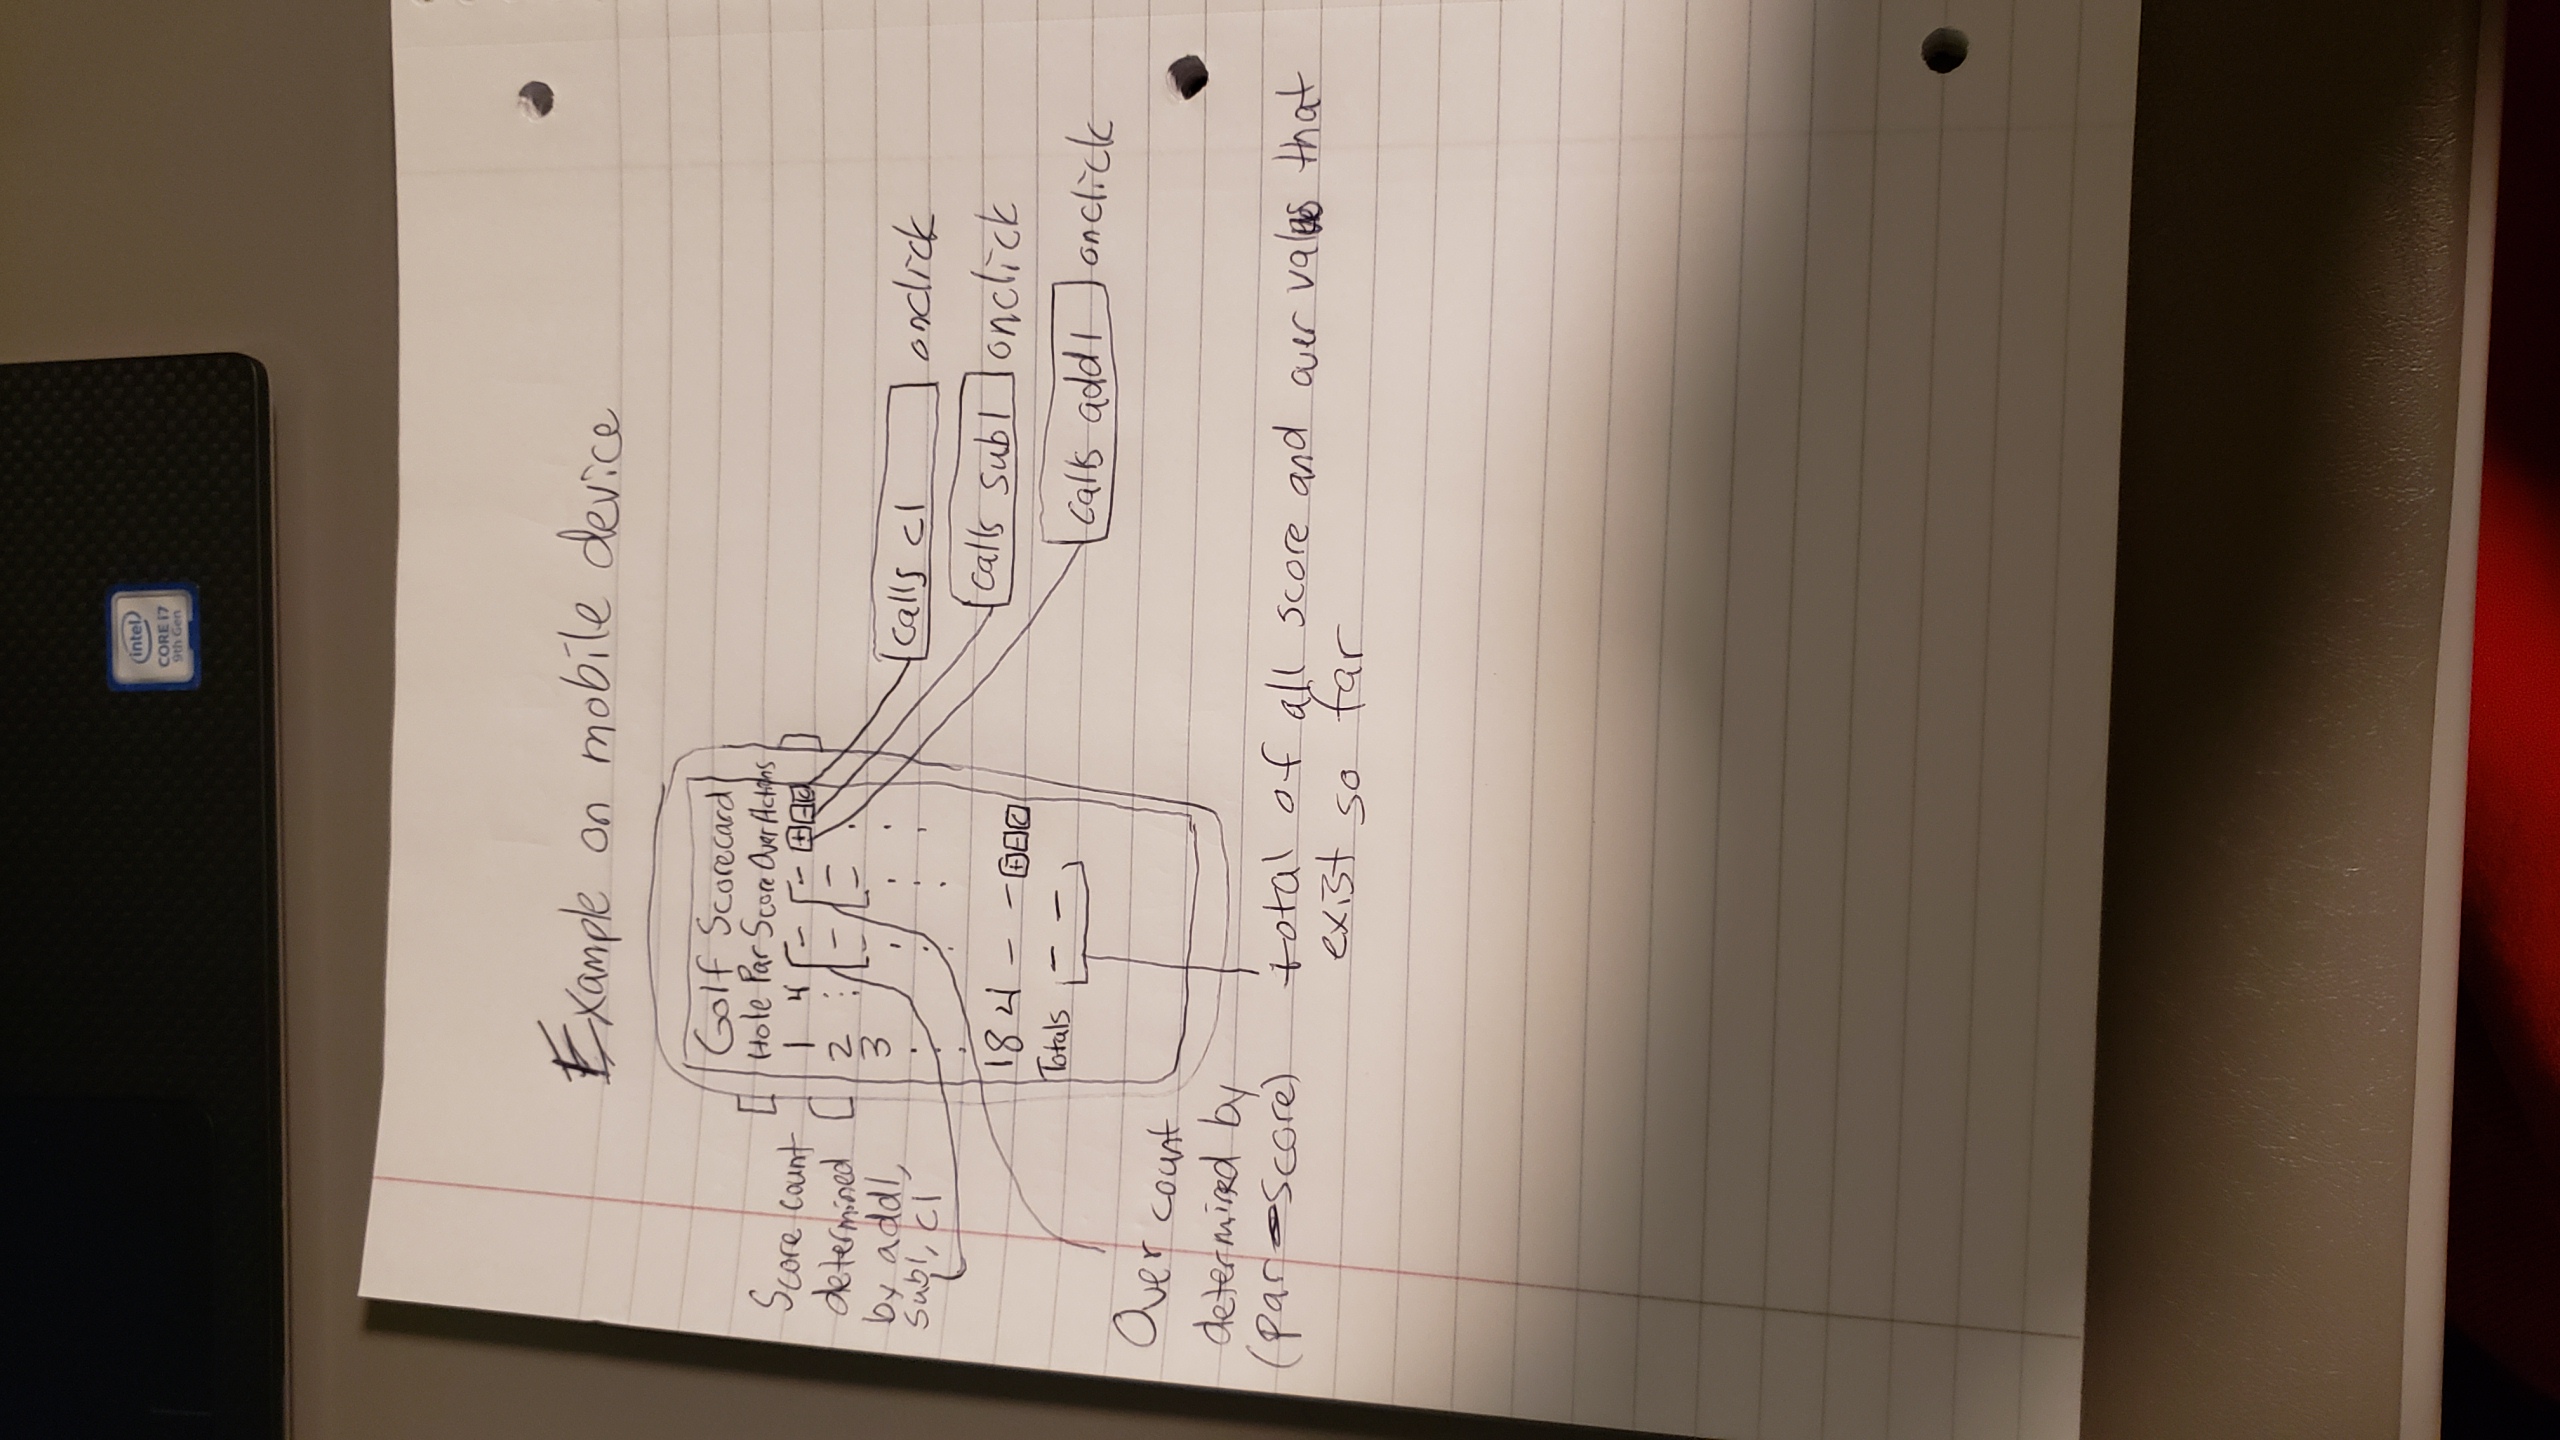 intel
CORE i7
9th Gen
Example on mobile device
Golf Scorecard
Hole Par Score Over Actions
1 4 - - + - C
2 - -
3 - -
18 4 - - + - C
Totals - -
Score count
determined
by add1,
sub1, c1
calls c1 onclick
calls sub1 onclick
calls add1 onclick
Over count
determined by
(par - score)
total of all score and over values that
exist so far